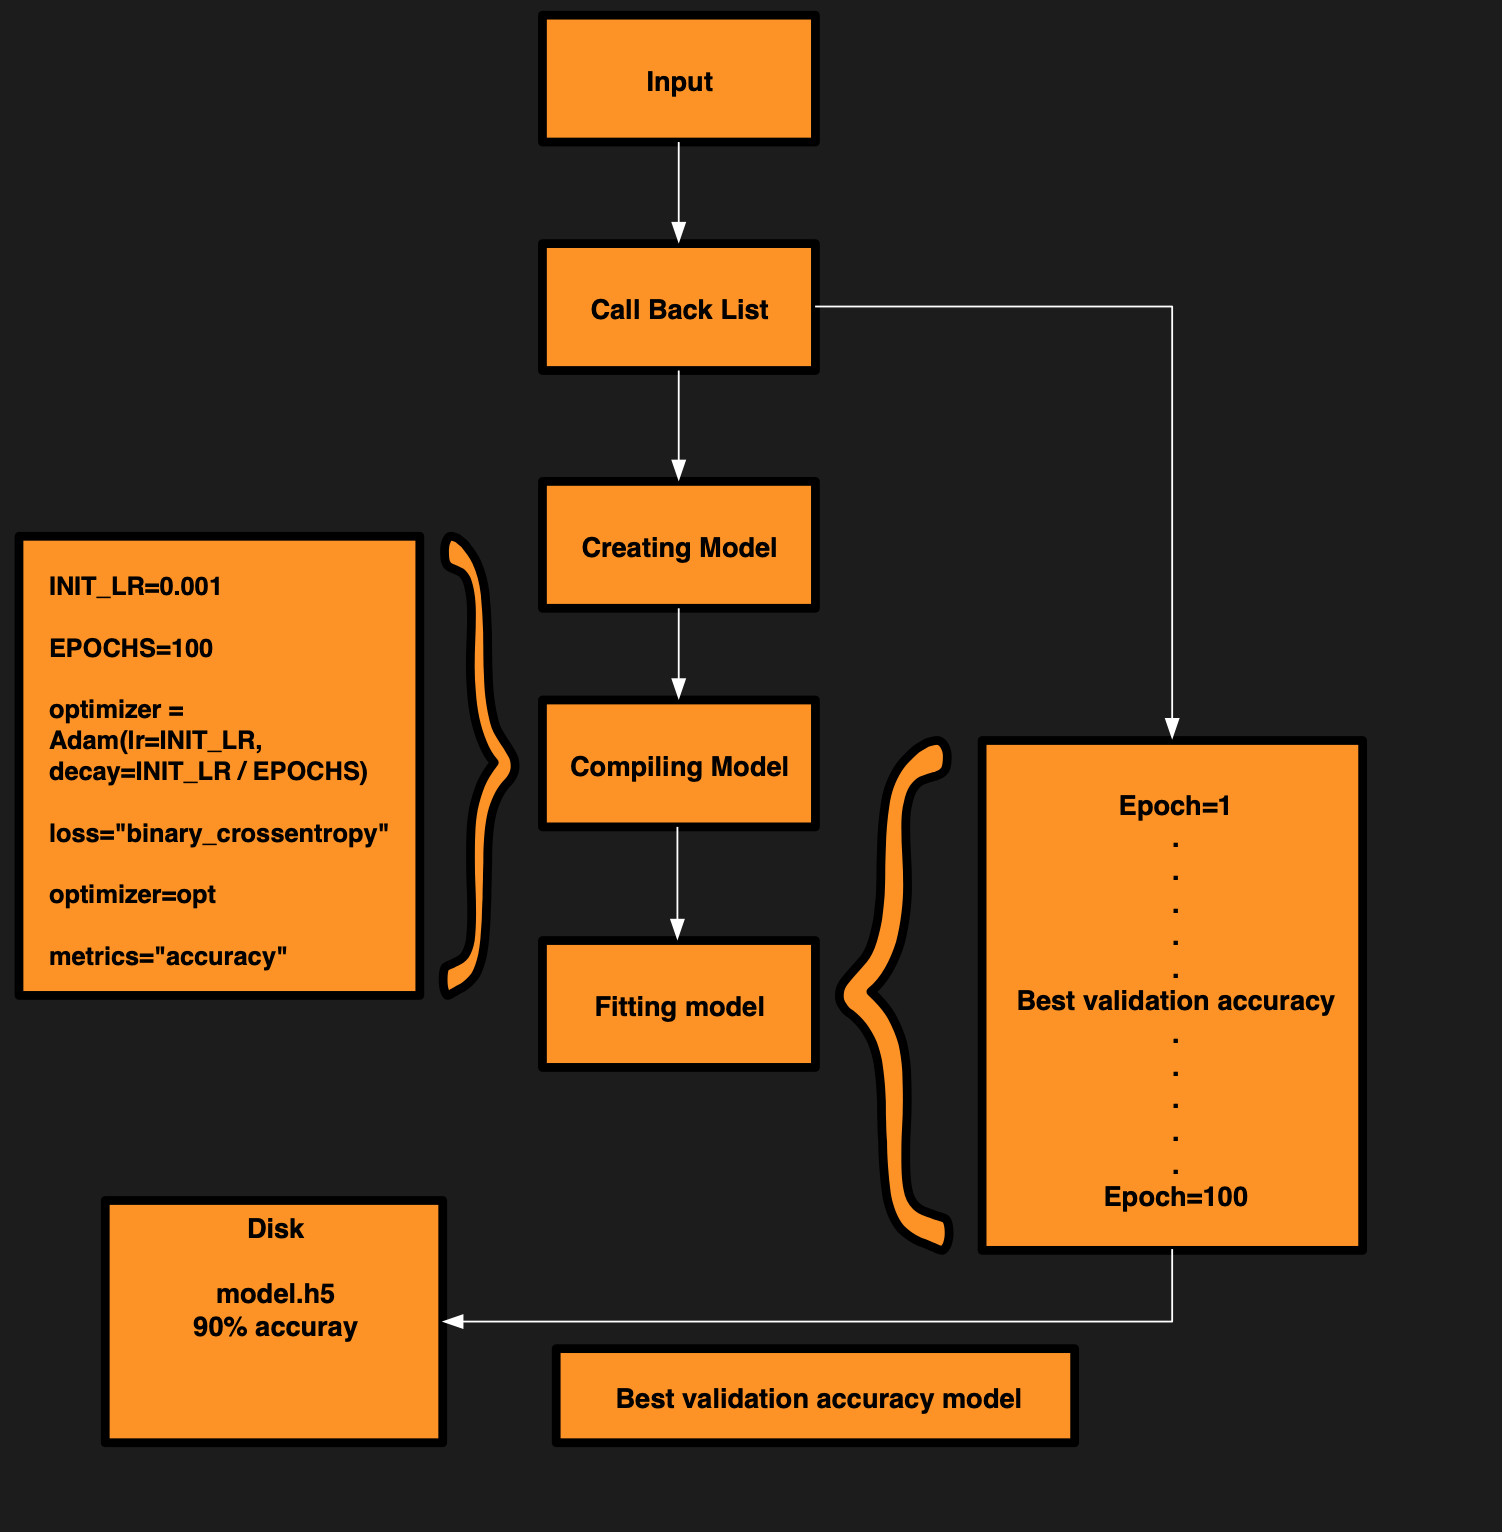 Input
Call Back List
Creating Model
INIT_LR=0.001
EPOCHS=100
optimizer =
Adam(lr=INIT_LR,
decay=INIT_LR / EPOCHS)
loss="binary_crossentropy"
optimizer=opt
metrics="accuracy"
Compiling Model
Fitting model
Epoch=1
.
.
.
.
.
Best validation accuracy
.
.
.
.
.
Epoch=100
Disk
model.h5
90% accuray
Best validation accuracy model